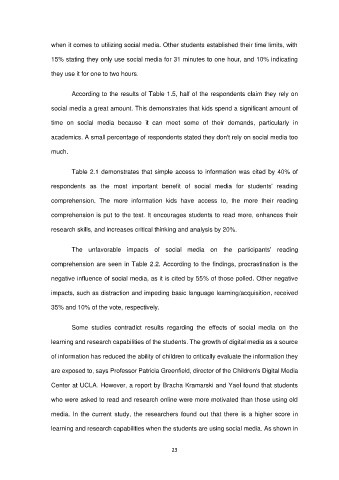 when it comes to utilizing social media. Other students established their time limits, with
15% stating they only use social media for 31 minutes to one hour, and 10% indicating
they use it for one to two hours.
According to the results of Table 1.5, half of the respondents claim they rely on
social media a great amount. This demonstrates that kids spend a significant amount of
time on social media because it can meet some of their demands, particularly in
academics. A small percentage of respondents stated they don't rely on social media too
much.
Table 2.1 demonstrates that simple access to information was cited by 40% of
respondents as the most important benefit of social media for students' reading
comprehension. The more information kids have access to, the more their reading
comprehension is put to the test. It encourages students to read more, enhances their
research skills, and increases critical thinking and analysis by 20%.
The unfavorable impacts of social media on the participants' reading
comprehension are seen in Table 2.2. According to the findings, procrastination is the
negative influence of social media, as it is cited by 55% of those polled. Other negative
impacts, such as distraction and impeding basic language learning/acquisition, received
35% and 10% of the vote, respectively.
Some studies contradict results regarding the effects of social media on the
learning and research capabilities of the students. The growth of digital media as a source
of information has reduced the ability of children to critically evaluate the information they
are exposed to, says Professor Patricia Greenfield, director of the Children's Digital Media
Center at UCLA. However, a report by Bracha Kramarski and Yael found that students
who were asked to read and research online were more motivated than those using old
media. In the current study, the researchers found out that there is a higher score in
learning and research capabilities when the students are using social media. As shown in
23